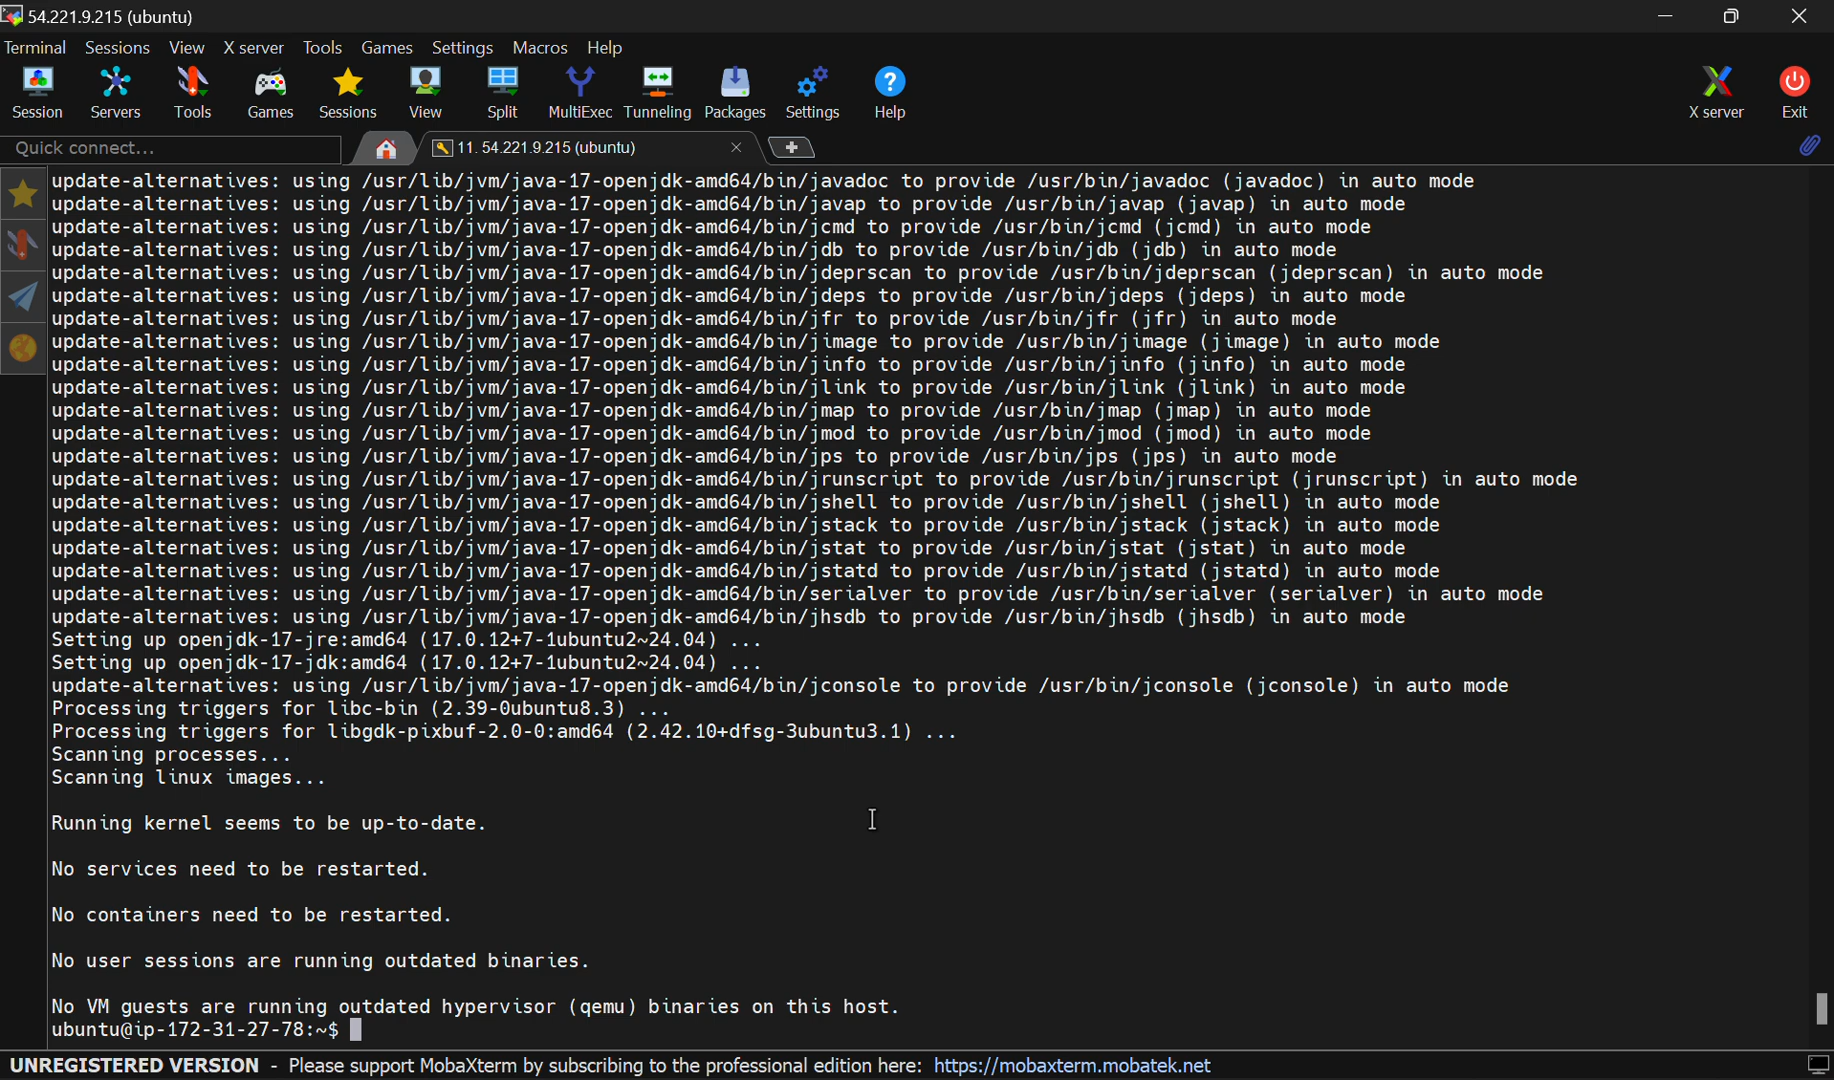 54.221.9.215 (ubuntu)
Terminal Sessions View X server Tools Games Settings Macros Help
Session Servers Tools Games Sessions View Split MultiExec Tunneling Packages Settings Help X server Exit
Quick connect... 11. 54.221.9.215 (ubuntu)
update-alternatives: using /usr/lib/jvm/java-17-openjdk-amd64/bin/javadoc to provide /usr/bin/javadoc (javadoc) in auto mode
update-alternatives: using /usr/lib/jvm/java-17-openjdk-amd64/bin/javap to provide /usr/bin/javap (javap) in auto mode
update-alternatives: using /usr/lib/jvm/java-17-openjdk-amd64/bin/jcmd to provide /usr/bin/jcmd (jcmd) in auto mode
update-alternatives: using /usr/lib/jvm/java-17-openjdk-amd64/bin/jdb to provide /usr/bin/jdb (jdb) in auto mode
update-alternatives: using /usr/lib/jvm/java-17-openjdk-amd64/bin/jdeprscan to provide /usr/bin/jdeprscan (jdeprscan) in auto mode
update-alternatives: using /usr/lib/jvm/java-17-openjdk-amd64/bin/jdeps to provide /usr/bin/jdeps (jdeps) in auto mode
update-alternatives: using /usr/lib/jvm/java-17-openjdk-amd64/bin/jfr to provide /usr/bin/jfr (jfr) in auto mode
update-alternatives: using /usr/lib/jvm/java-17-openjdk-amd64/bin/jimage to provide /usr/bin/jimage (jimage) in auto mode
update-alternatives: using /usr/lib/jvm/java-17-openjdk-amd64/bin/jinfo to provide /usr/bin/jinfo (jinfo) in auto mode
update-alternatives: using /usr/lib/jvm/java-17-openjdk-amd64/bin/jlink to provide /usr/bin/jlink (jlink) in auto mode
update-alternatives: using /usr/lib/jvm/java-17-openjdk-amd64/bin/jmap to provide /usr/bin/jmap (jmap) in auto mode
update-alternatives: using /usr/lib/jvm/java-17-openjdk-amd64/bin/jmod to provide /usr/bin/jmod (jmod) in auto mode
update-alternatives: using /usr/lib/jvm/java-17-openjdk-amd64/bin/jps to provide /usr/bin/jps (jps) in auto mode
update-alternatives: using /usr/lib/jvm/java-17-openjdk-amd64/bin/jrunscript to provide /usr/bin/jrunscript (jrunscript) in auto mode
update-alternatives: using /usr/lib/jvm/java-17-openjdk-amd64/bin/jshell to provide /usr/bin/jshell (jshell) in auto mode
update-alternatives: using /usr/lib/jvm/java-17-openjdk-amd64/bin/jstack to provide /usr/bin/jstack (jstack) in auto mode
update-alternatives: using /usr/lib/jvm/java-17-openjdk-amd64/bin/jstat to provide /usr/bin/jstat (jstat) in auto mode
update-alternatives: using /usr/lib/jvm/java-17-openjdk-amd64/bin/jstatd to provide /usr/bin/jstatd (jstatd) in auto mode
update-alternatives: using /usr/lib/jvm/java-17-openjdk-amd64/bin/serialver to provide /usr/bin/serialver (serialver) in auto mode
update-alternatives: using /usr/lib/jvm/java-17-openjdk-amd64/bin/jhsdb to provide /usr/bin/jhsdb (jhsdb) in auto mode
Setting up openjdk-17-jre:amd64 (17.0.12+7-1ubuntu2~24.04) ...
Setting up openjdk-17-jdk:amd64 (17.0.12+7-1ubuntu2~24.04) ...
update-alternatives: using /usr/lib/jvm/java-17-openjdk-amd64/bin/jconsole to provide /usr/bin/jconsole (jconsole) in auto mode
Processing triggers for libc-bin (2.39-0ubuntu8.3) ...
Processing triggers for libgdk-pixbuf-2.0-0:amd64 (2.42.10+dfsg-3ubuntu3.1) ...
Scanning processes...
Scanning linux images...
Running kernel seems to be up-to-date.
No services need to be restarted.
No containers need to be restarted.
No user sessions are running outdated binaries.
No VM guests are running outdated hypervisor (qemu) binaries on this host.
ubuntu@ip-172-31-27-78:~$
UNREGISTERED VERSION - Please support MobaXterm by subscribing to the professional edition here: https://mobaxterm.mobatek.net